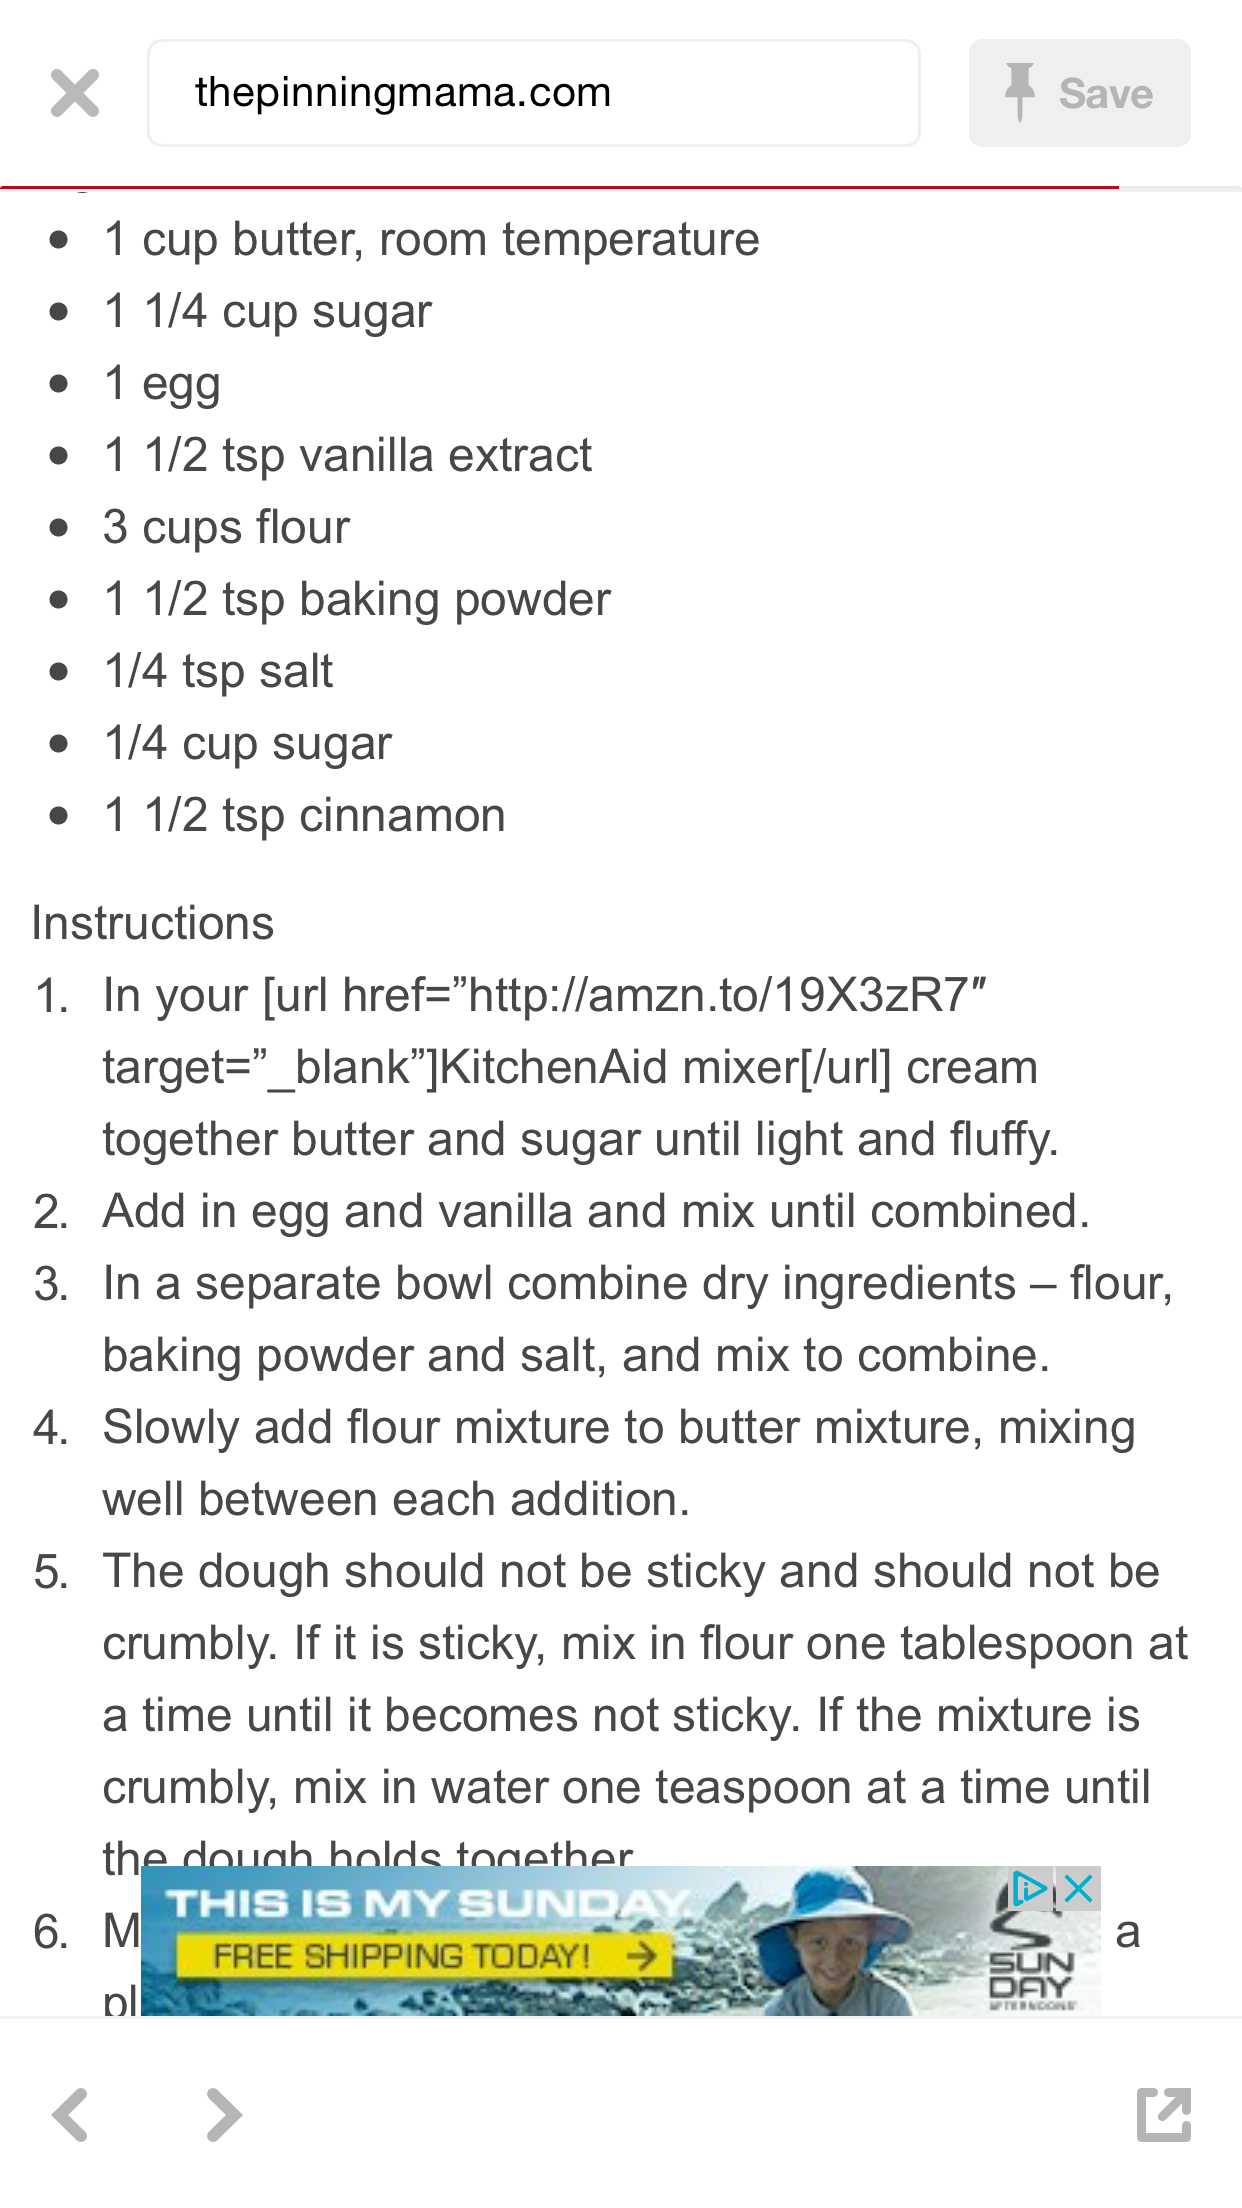 thepinningmama.com
Save
1 cup butter, room temperature
1 1/4 cup sugar
1 egg
1 1/2 tsp vanilla extract
3 cups flour
1 1/2 tsp baking powder
1/4 tsp salt
1/4 cup sugar
1 1/2 tsp cinnamon
Instructions
1. In your [url href=”http://amzn.to/19X3zR7″
target=”_blank”]KitchenAid mixer[/url] cream
together butter and sugar until light and fluffy.
2. Add in egg and vanilla and mix until combined.
3. In a separate bowl combine dry ingredients – flour,
baking powder and salt, and mix to combine.
4. Slowly add flour mixture to butter mixture, mixing
well between each addition.
5. The dough should not be sticky and should not be
crumbly. If it is sticky, mix in flour one tablespoon at
a time until it becomes not sticky. If the mixture is
crumbly, mix in water one teaspoon at a time until
the dough holds together
THIS IS MY SUNDAY.
FREE SHIPPING TODAY!
SUN
DAY
AFTERNOONS
6. M a
pl